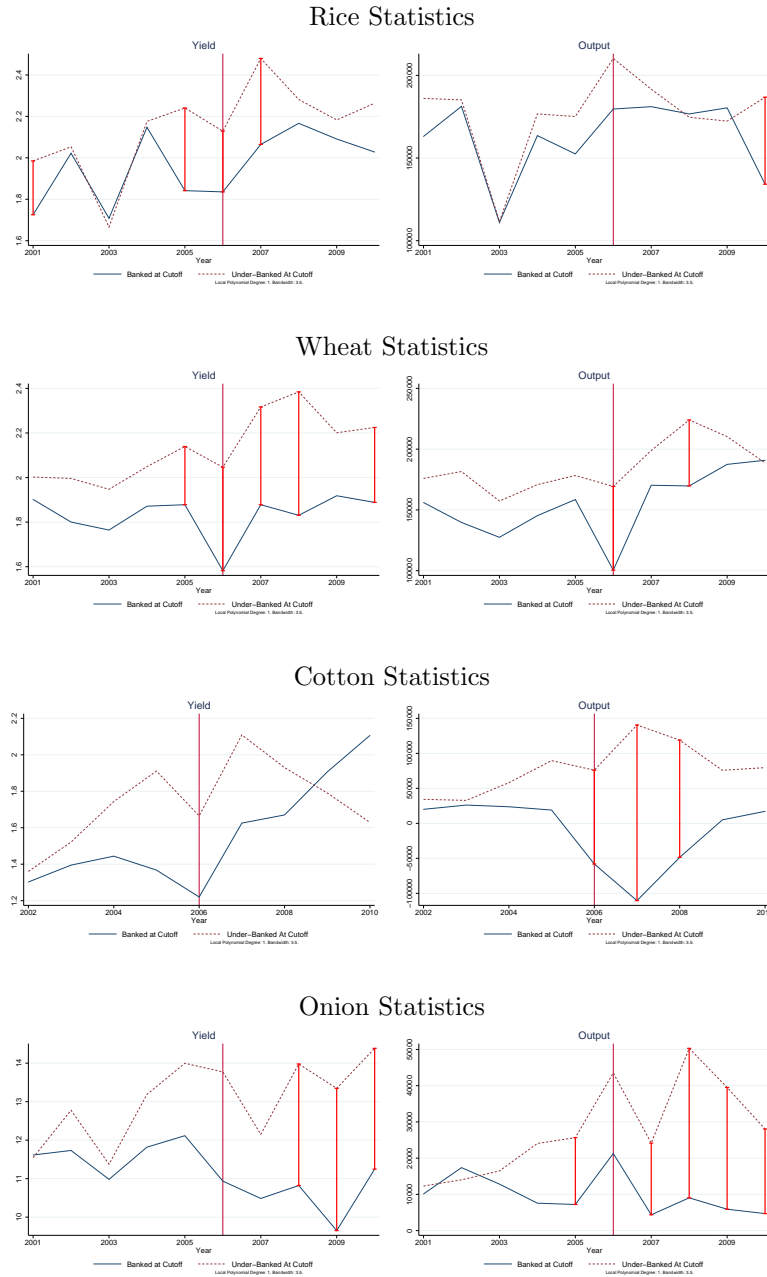 Rice Statistics
Yield
2.4
2.2
2
1.8
1.6
2001 2003 2005 2007 2009
Year
Banked at Cutoff Under−Banked At Cutoff
Local Polynomial Degree: 1. Bandwidth: 3.5.
Output
200000
150000
100000
2001 2003 2005 2007 2009
Year
Banked at Cutoff Under−Banked At Cutoff
Local Polynomial Degree: 1. Bandwidth: 3.5.
Wheat Statistics
Yield
2.4
2.2
2
1.8
1.6
2001 2003 2005 2007 2009
Year
Banked at Cutoff Under−Banked At Cutoff
Local Polynomial Degree: 1. Bandwidth: 3.5.
Output
250000
200000
150000
100000
2001 2003 2005 2007 2009
Year
Banked at Cutoff Under−Banked At Cutoff
Local Polynomial Degree: 1. Bandwidth: 3.5.
Cotton Statistics
Yield
2.2
2
1.8
1.6
1.4
1.2
2002 2004 2006 2008 2010
Year
Banked at Cutoff Under−Banked At Cutoff
Local Polynomial Degree: 1. Bandwidth: 3.5.
Output
150000
100000
50000
0
−50000
−100000
2002 2004 2006 2008 201
Year
Banked at Cutoff Under−Banked At Cutoff
Local Polynomial Degree: 1. Bandwidth: 3.5.
Onion Statistics
Yield
14
13
12
11
10
2001 2003 2005 2007 2009
Year
Banked at Cutoff Under−Banked At Cutoff
Local Polynomial Degree: 1. Bandwidth: 3.5.
Output
50000
40000
30000
20000
10000
0
2001 2003 2005 2007 2009
Year
Banked at Cutoff Under−Banked At Cutoff
Local Polynomial Degree: 1. Bandwidth: 3.5.